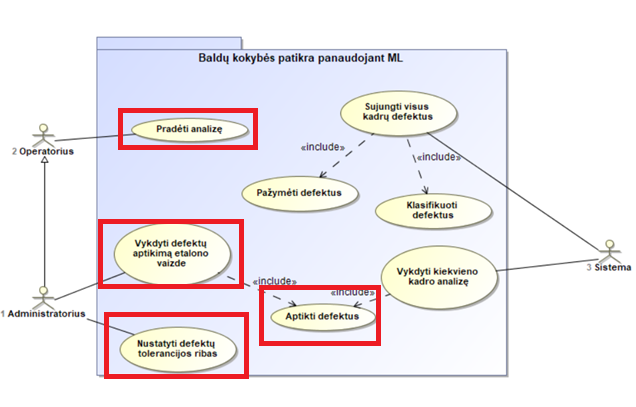 Baldų kokybės patikra panaudojant ML
Sujungti visus
kadrų defektus
Pradėti analizę
2 Operatorius
«include»
«include»
Pažymėti defektus
Klasifikuoti
defektus
Vykdyti defektų
aptikimą etalono
vaizde
Vykdyti kiekvieno
kadro analizę
3 Sistema
«include»
«include»
1 Administratorius
Aptikti defektus
Nustatyti defektų
tolerancijos ribas